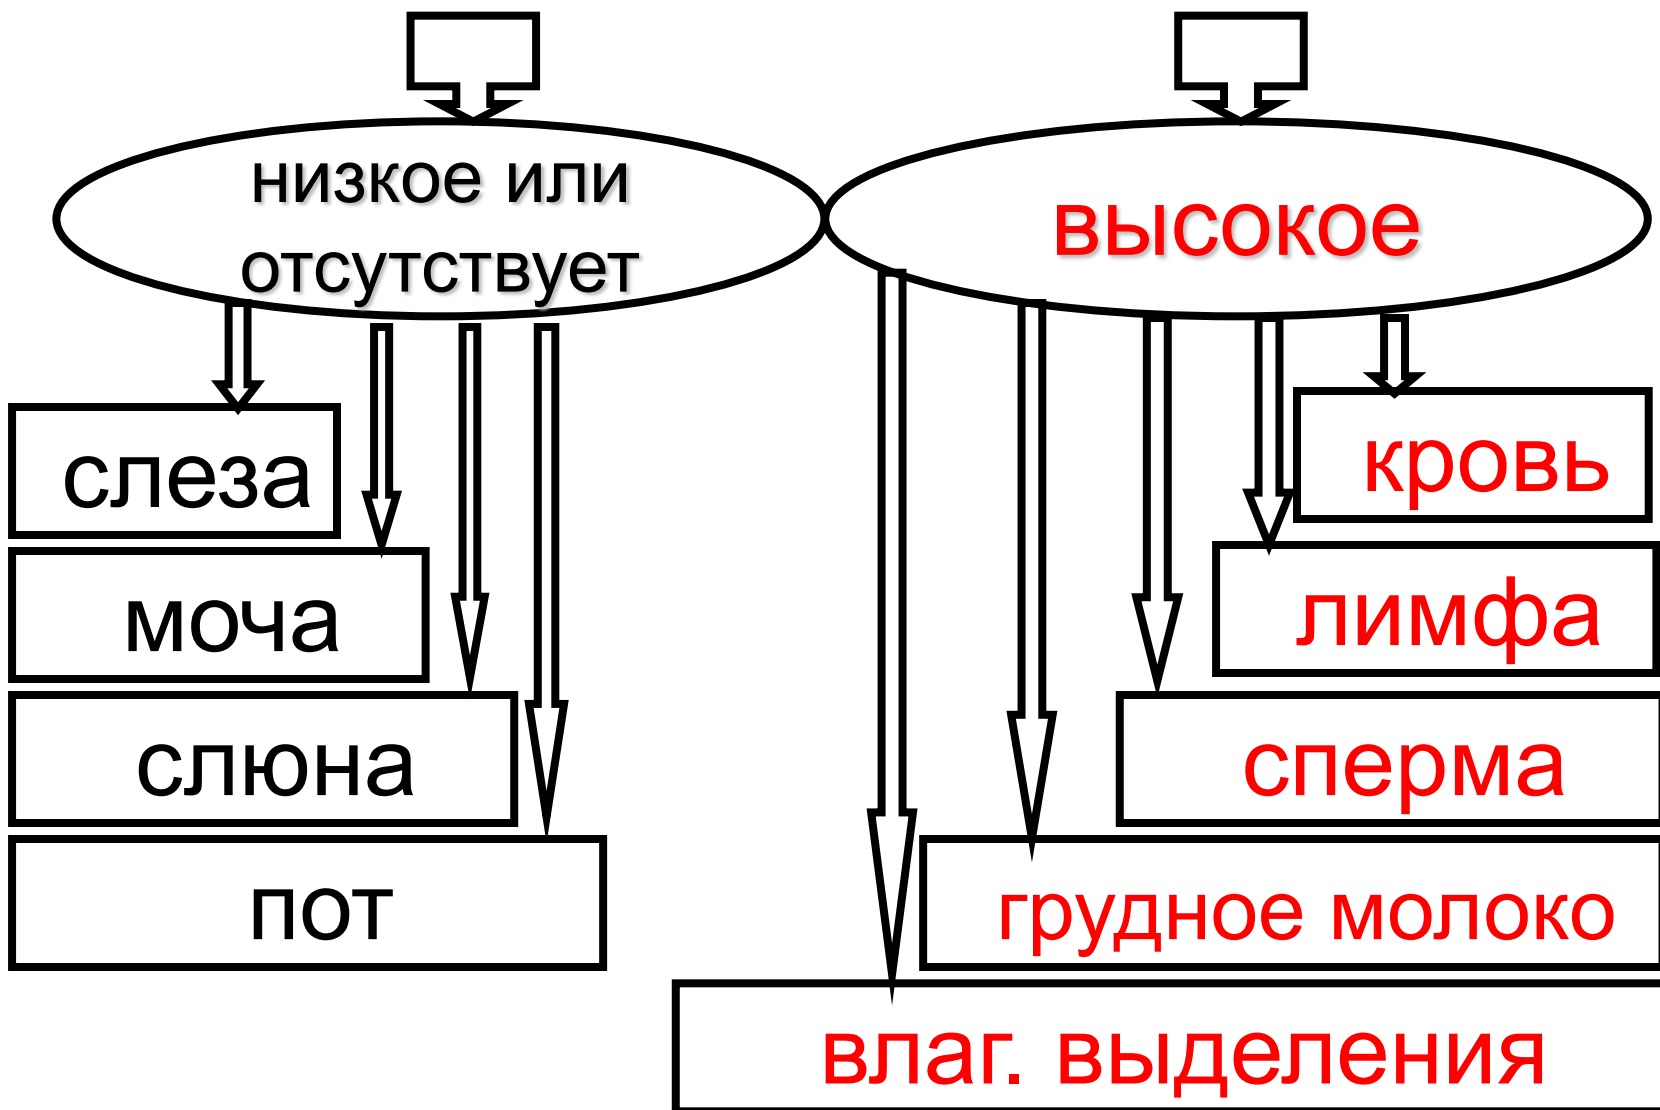 низкое или
отсутствует
высокое
слеза
моча
слюна
пот
кровь
лимфа
сперма
грудное молоко
влаг. выделения